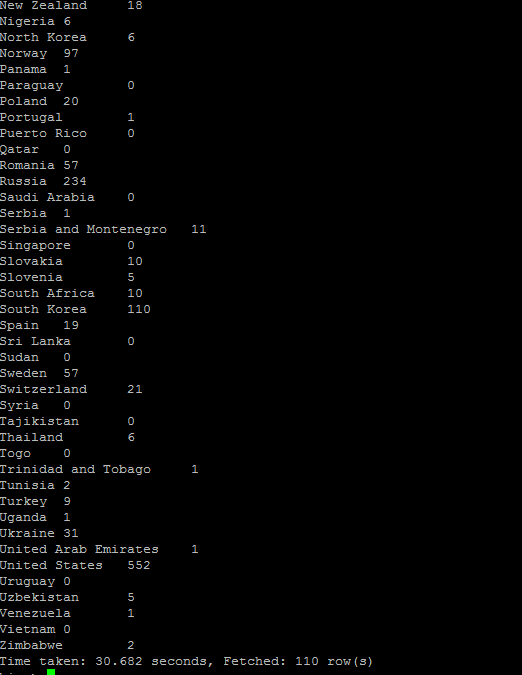 New Zealand 18
Nigeria 6
North Korea 6
Norway 97
Panama 1
Paraguay 0
Poland 20
Portugal 1
Puerto Rico 0
Qatar 0
Romania 57
Russia 234
Saudi Arabia 0
Serbia 1
Serbia and Montenegro 11
Singapore 0
Slovakia 10
Slovenia 5
South Africa 10
South Korea 110
Spain 19
Sri Lanka 0
Sudan 0
Sweden 57
Switzerland 21
Syria 0
Tajikistan 0
Thailand 6
Togo 0
Trinidad and Tobago 1
Tunisia 2
Turkey 9
Uganda 1
Ukraine 31
United Arab Emirates 1
United States 552
Uruguay 0
Uzbekistan 5
Venezuela 1
Vietnam 0
Zimbabwe 2
Time taken: 30.682 seconds, Fetched: 110 row(s)